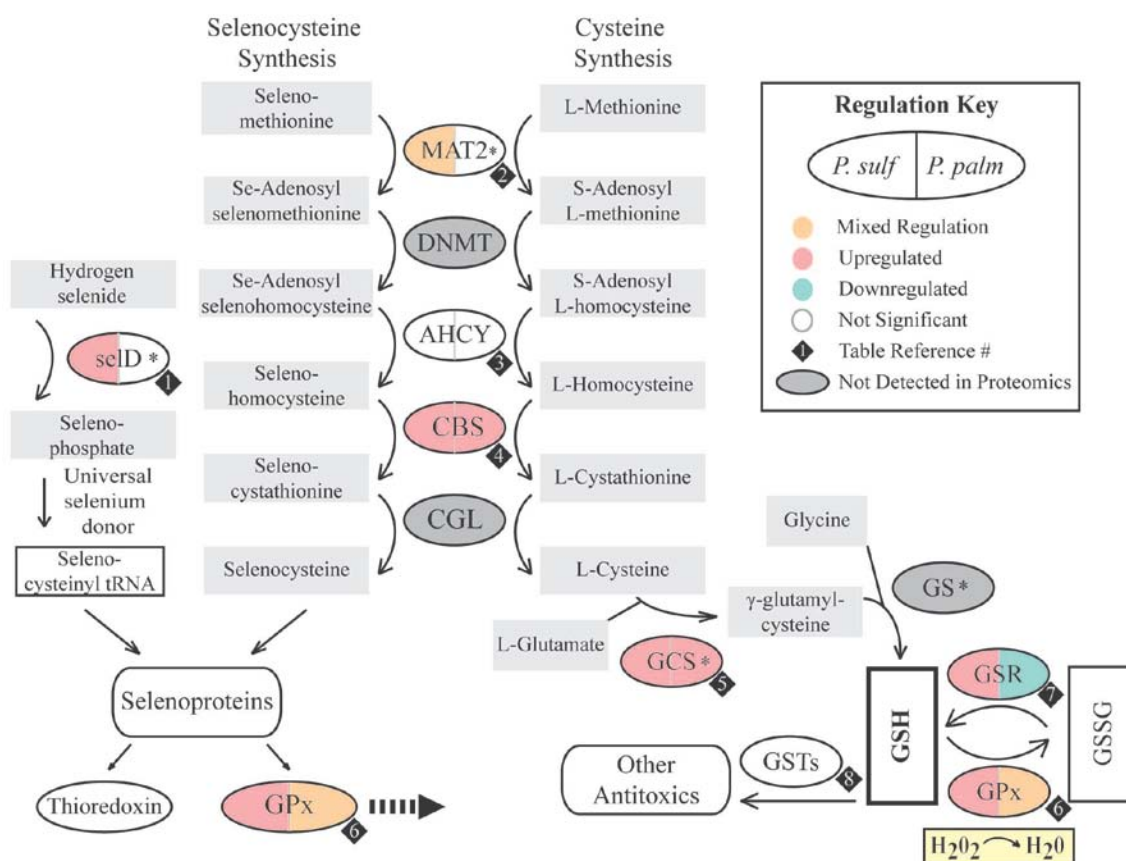 Selenocysteine
Synthesis
Cysteine
Synthesis
Seleno-
methionine
L-Methionine
MAT2*
2
Se-Adenosyl
selenomethionine
S-Adenosyl
L-methionine
DNMT
Se-Adenosyl
selenohomocysteine
S-Adenosyl
L-homocysteine
AHCY
3
Seleno-
homocysteine
L-Homocysteine
CBS
4
Seleno-
cystathionine
L-Cystathionine
CGL
Selenocysteine
L-Cysteine
Hydrogen
selenide
selD *
1
Seleno-
phosphate
Universal
selenium
donor
Seleno-
cysteinyl tRNA
Selenoproteins
Thioredoxin
GPx
6
L-Glutamate
GCS*
5
γ-glutamyl-
cysteine
Glycine
GS*
GSH
GSR
7
GSSG
GPx
6
H2O2 H20
GSTs
8
Other
Antitoxics
Regulation Key
P. sulf P. palm
Mixed Regulation
Upregulated
Downregulated
Not Significant
1 Table Reference #
Not Detected in Proteomics